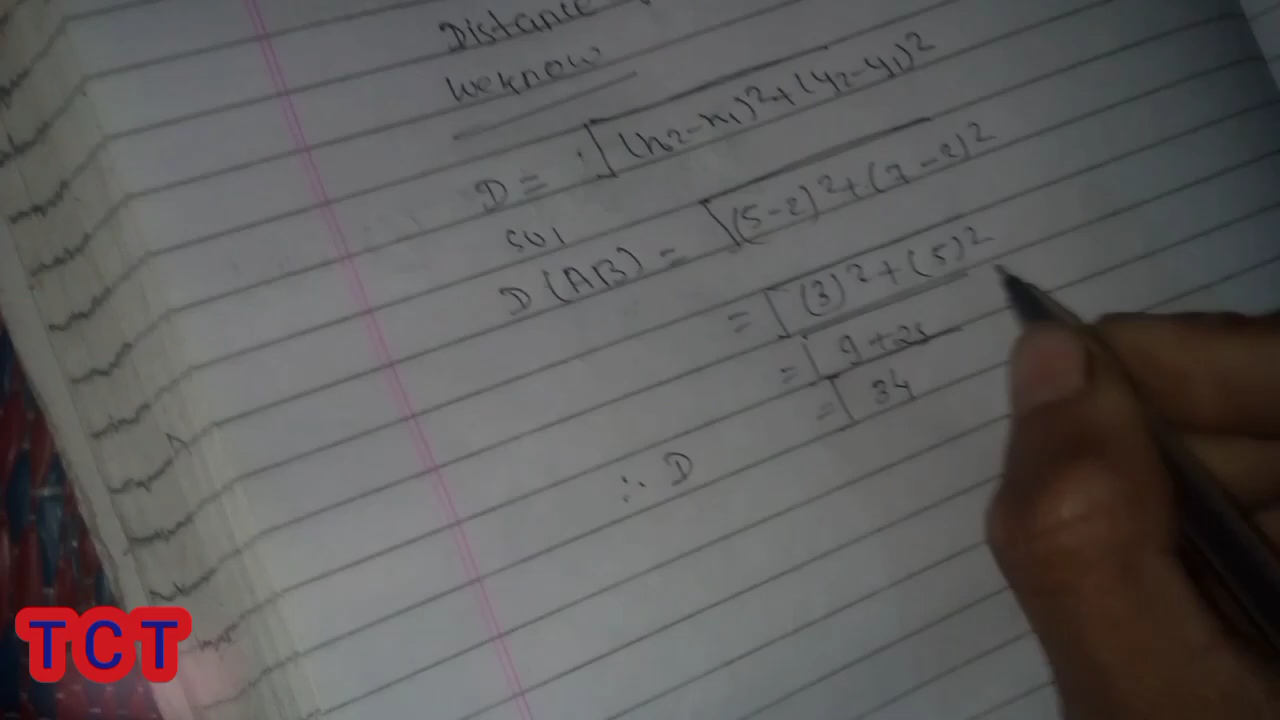 Distance
We know
D = √(x2-x1)²+(y2-y1)²
sol
D(AB) = √(5-2)²+(7-2)²
= √(3)²+(5)²
= √9+25
= √34
∴ D
TCT